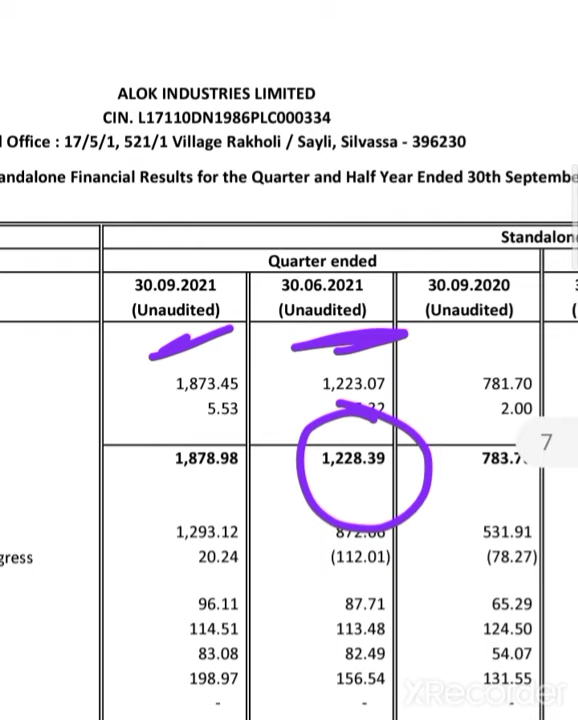 ALOK INDUSTRIES LIMITED
CIN. L17110DN1986PLC000334
Office : 17/5/1, 521/1 Village Rakholi / Sayli, Silvassa - 396230
andalone Financial Results for the Quarter and Half Year Ended 30th Septembe
Standalon
Quarter ended
30.09.2021 30.06.2021 30.09.2020
(Unaudited) (Unaudited) (Unaudited) (
1,873.45 1,223.07 781.70
5.53 2.00
1,878.98 1,228.39 783.7
7
1,293.12 531.91
gress 20.24 (112.01) (78.27)
96.11 87.71 65.29
114.51 113.48 124.50
83.08 82.49 54.07
198.97 156.54 131.55
- - -
XRecorder